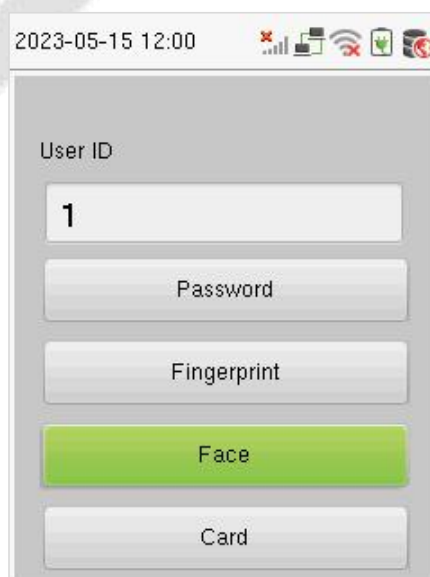 2023-05-15 12:00
User ID
1
Password
Fingerprint
Face
Card